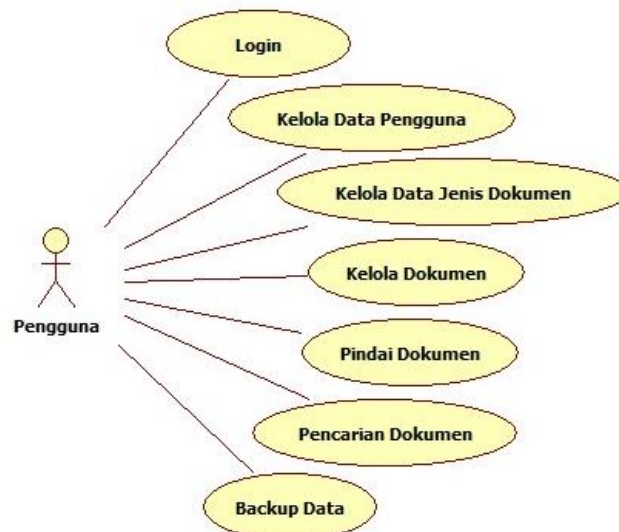 Login
Kelola Data Pengguna
Kelola Data Jenis Dokumen
Kelola Dokumen
Pengguna
Pindai Dokumen
Pencarian Dokumen
Backup Data